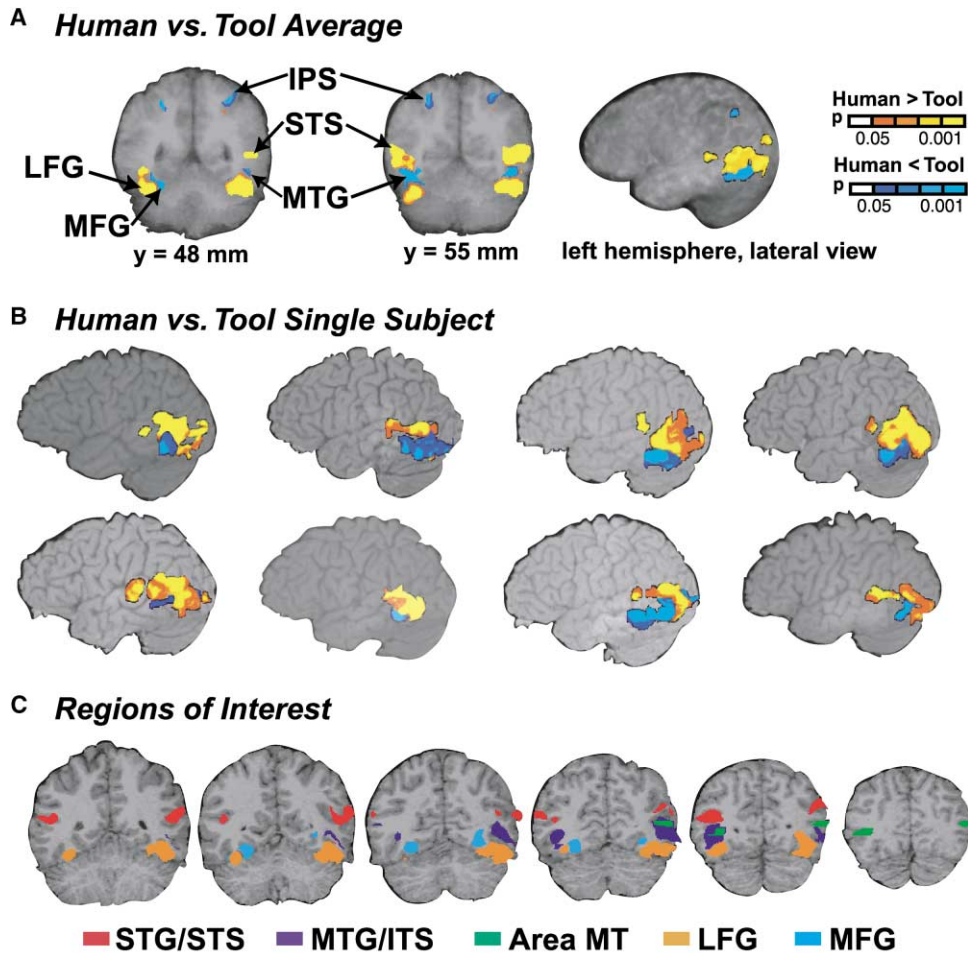 A Human vs. Tool Average
IPS
STS
LFG
MTG
MFG
y = 48 mm
y = 55 mm
left hemisphere, lateral view
Human > Tool
p
0.05 0.001
Human < Tool
p
0.05 0.001
B Human vs. Tool Single Subject
C Regions of Interest
STG/STS MTG/ITS Area MT LFG MFG